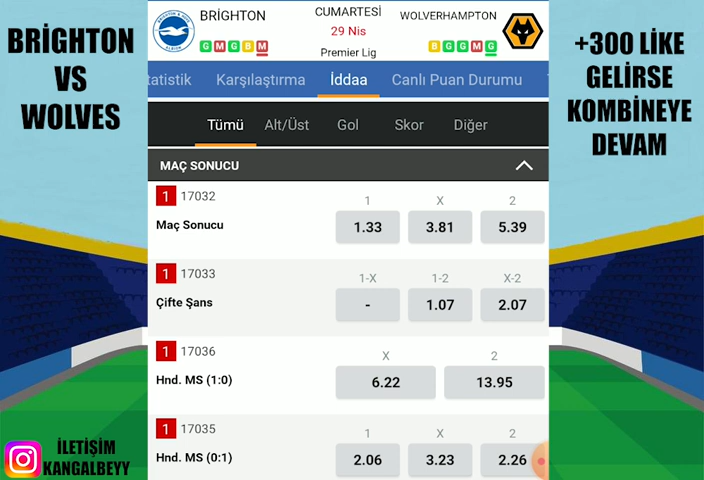 BRİGHTON
VS
WOLVES
BRİGHTON
G M G B M
CUMARTESİ
29 Nis
Premier Lig
WOLVERHAMPTON
B G G M G
+300 LİKE
GELİRSE
KOMBİNEYE
DEVAM
tatistik Karşılaştırma İddaa Canlı Puan Durumu
Tümü Alt/Üst Gol Skor Diğer
MAÇ SONUCU
1 17032 1 X 2
Maç Sonucu 1.33 3.81 5.39
1 17033 1-X 1-2 X-2
Çifte Şans - 1.07 2.07
1 17036 X 2
Hnd. MS (1:0) 6.22 13.95
1 17035 1 X 2
Hnd. MS (0:1) 2.06 3.23 2.26
İLETİŞİM
KANGALBEYY